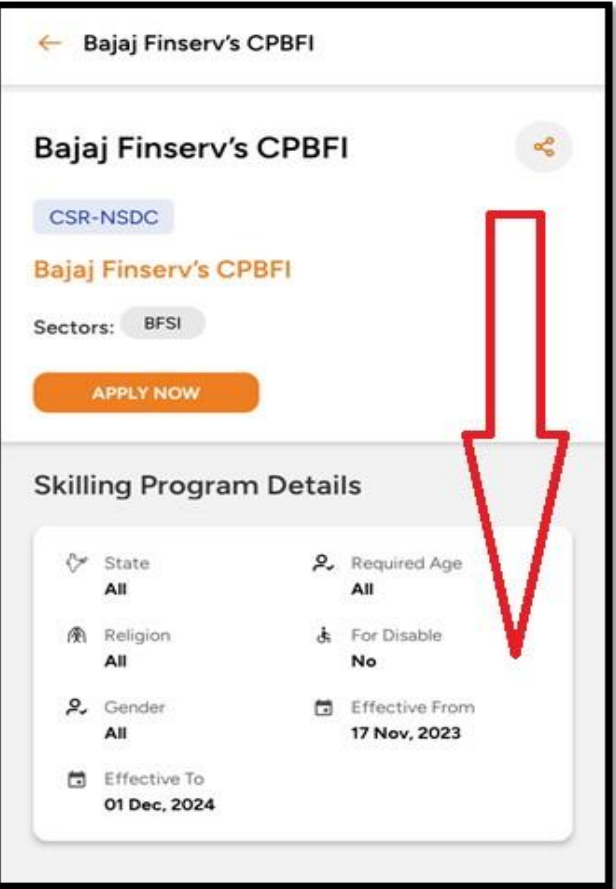 Bajaj Finserv’s CPBFI
Bajaj Finserv’s CPBFI
CSR-NSDC
Bajaj Finserv’s CPBFI
Sectors: BFSI
APPLY NOW
Skilling Program Details
State
All
Required Age
All
Religion
All
For Disable
No
Gender
All
Effective From
17 Nov, 2023
Effective To
01 Dec, 2024